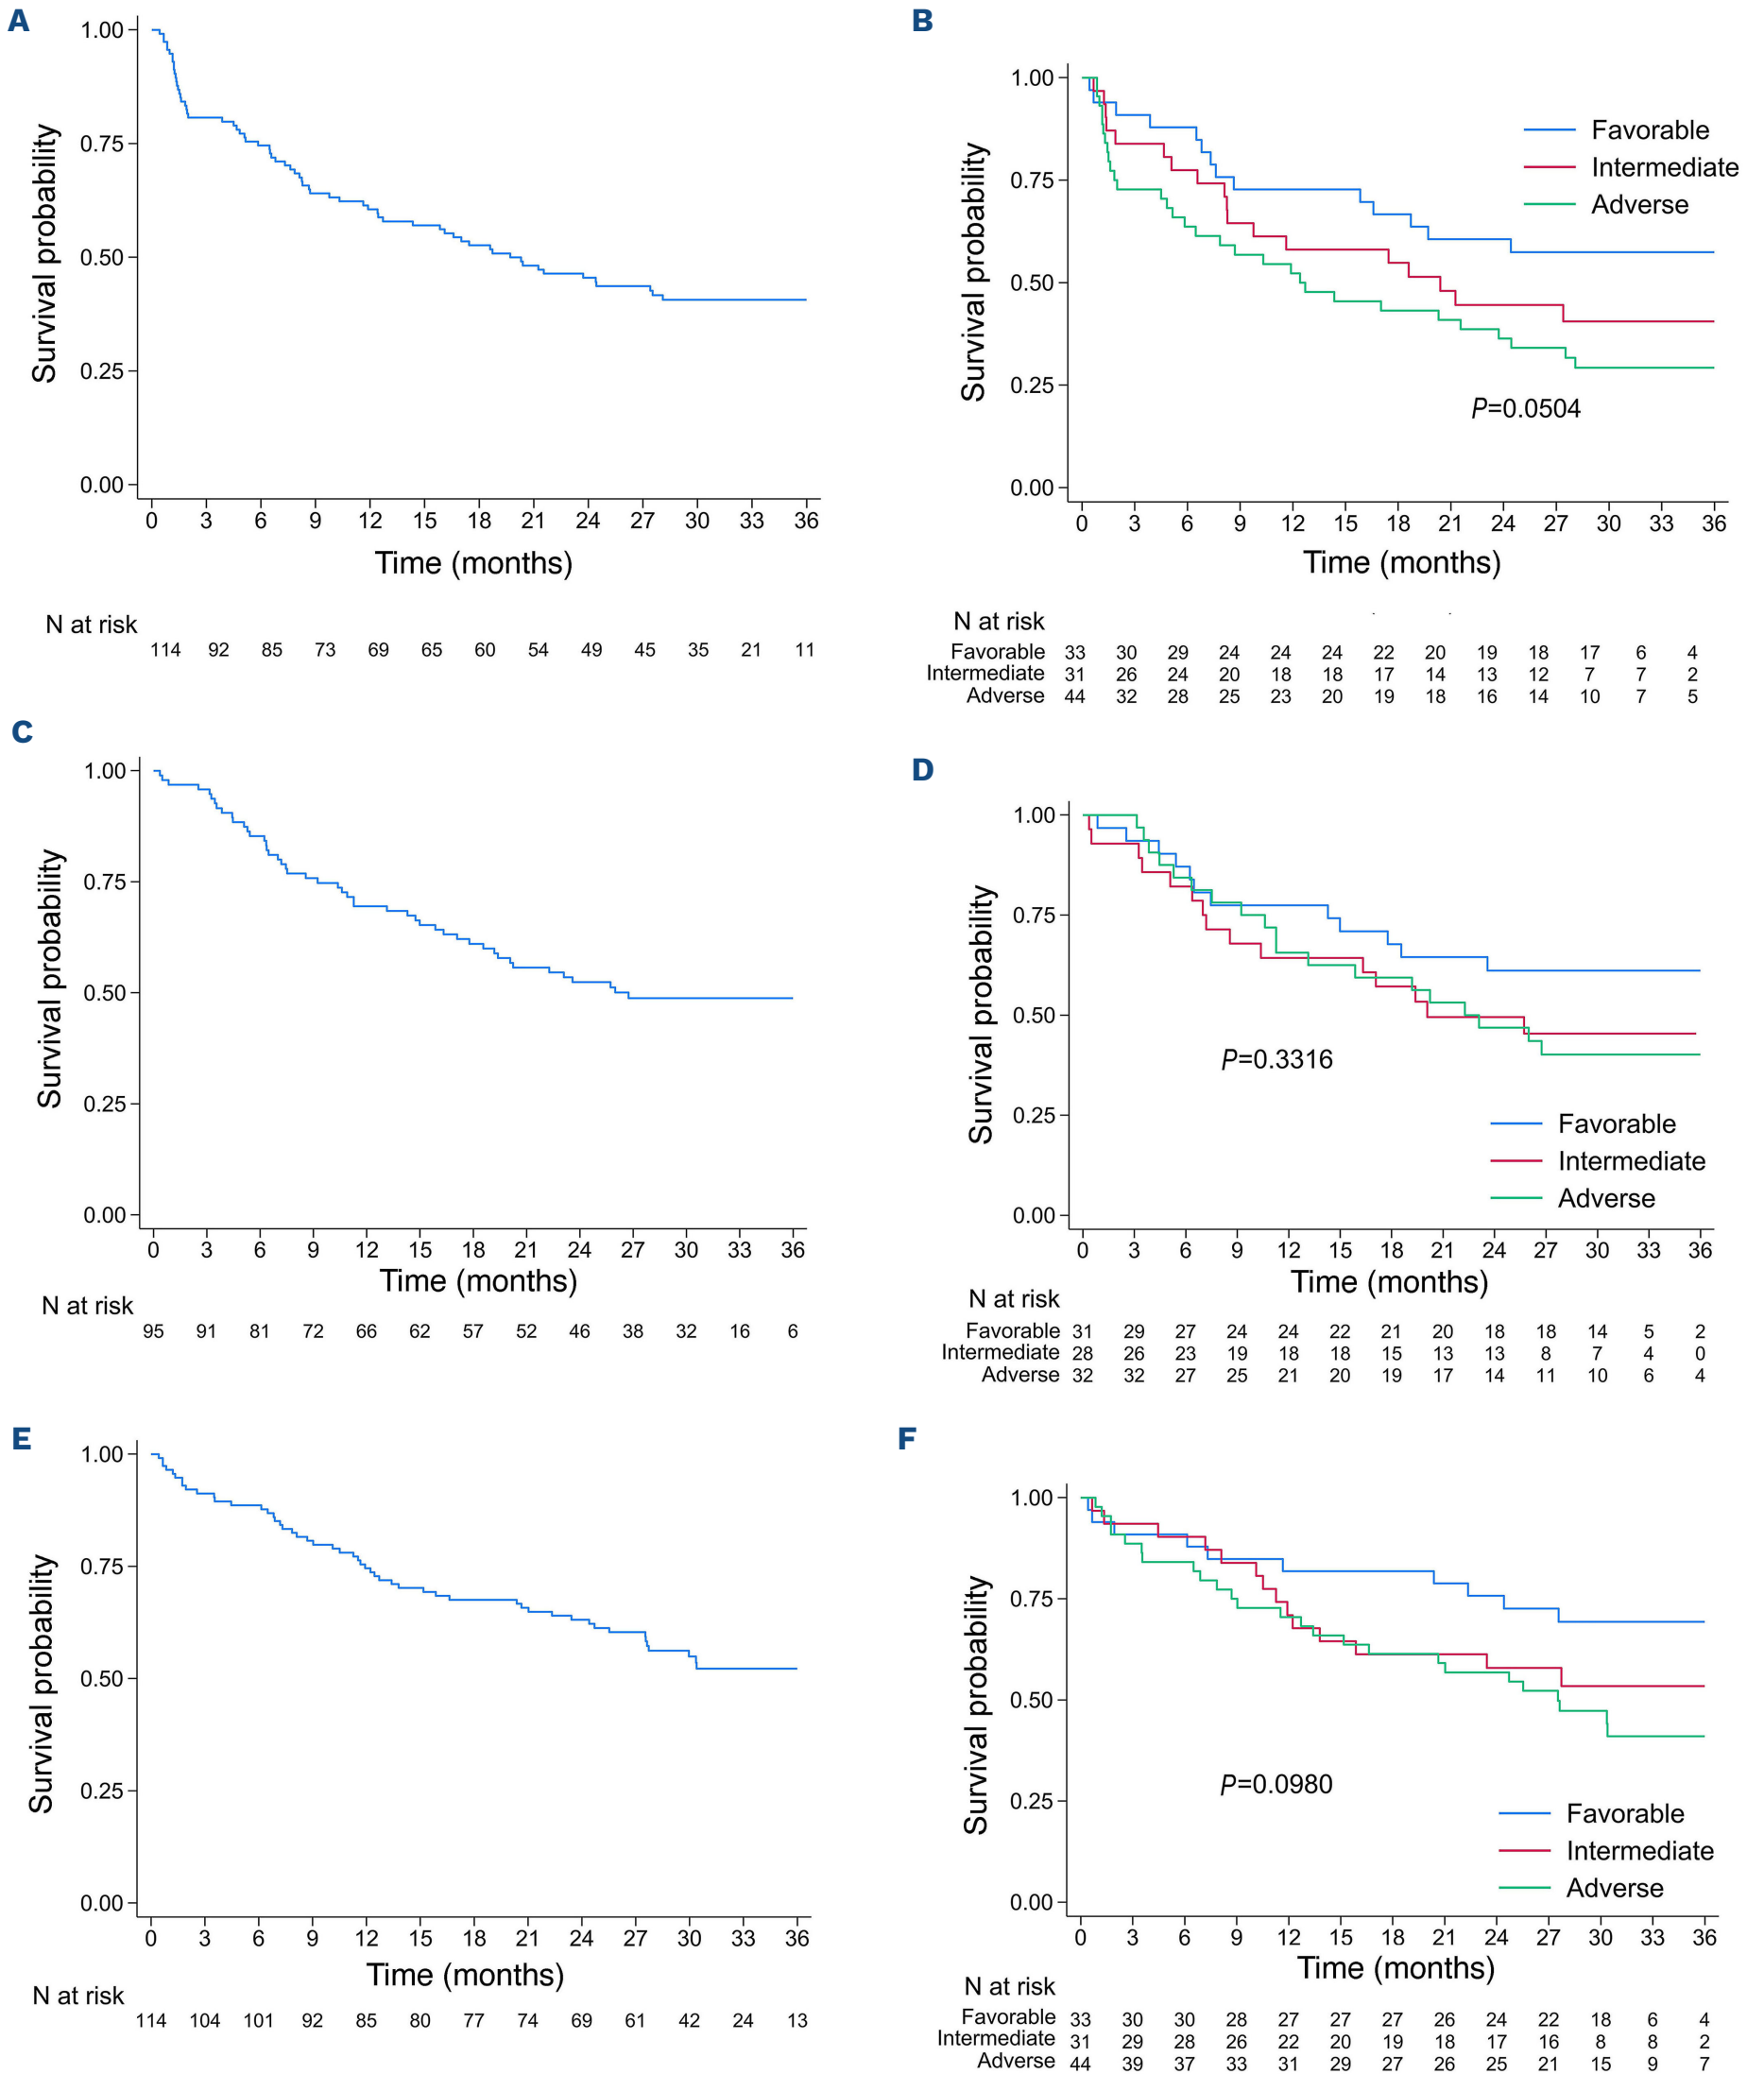 A
1.00
0.75
0.50
0.25
0.00
Survival probability
0 3 6 9 12 15 18 21 24 27 30 33 36
Time (months)
N at risk
114 92 85 73 69 65 60 54 49 45 35 21 11
B
1.00
0.75
0.50
0.25
0.00
Survival probability
Favorable
Intermediate
Adverse
P=0.0504
0 3 6 9 12 15 18 21 24 27 30 33 36
Time (months)
N at risk
Favorable 33 30 29 24 24 24 22 20 19 18 17 6 4
Intermediate 31 26 24 20 18 18 17 14 13 12 7 7 2
Adverse 44 32 28 25 23 20 19 18 16 14 10 7 5
C
1.00
0.75
0.50
0.25
0.00
Survival probability
0 3 6 9 12 15 18 21 24 27 30 33 36
Time (months)
N at risk
95 91 81 72 66 62 57 52 46 38 32 16 6
D
1.00
0.75
0.50
0.25
0.00
Survival probability
P=0.3316
Favorable
Intermediate
Adverse
0 3 6 9 12 15 18 21 24 27 30 33 36
Time (months)
N at risk
Favorable 31 29 27 24 24 22 21 20 18 18 14 5 2
Intermediate 28 26 23 19 18 18 15 13 13 8 7 4 0
Adverse 32 32 27 25 21 20 19 17 14 11 10 6 4
E
1.00
0.75
0.50
0.25
0.00
Survival probability
0 3 6 9 12 15 18 21 24 27 30 33 36
Time (months)
N at risk
114 104 101 92 85 80 77 74 69 61 42 24 13
F
1.00
0.75
0.50
0.25
0.00
Survival probability
P=0.0980
Favorable
Intermediate
Adverse
0 3 6 9 12 15 18 21 24 27 30 33 36
Time (months)
N at risk
Favorable 33 30 30 28 27 27 27 26 24 22 18 6 4
Intermediate 31 29 28 26 22 20 19 18 17 16 8 8 2
Adverse 44 39 37 33 31 29 27 26 25 21 15 9 7